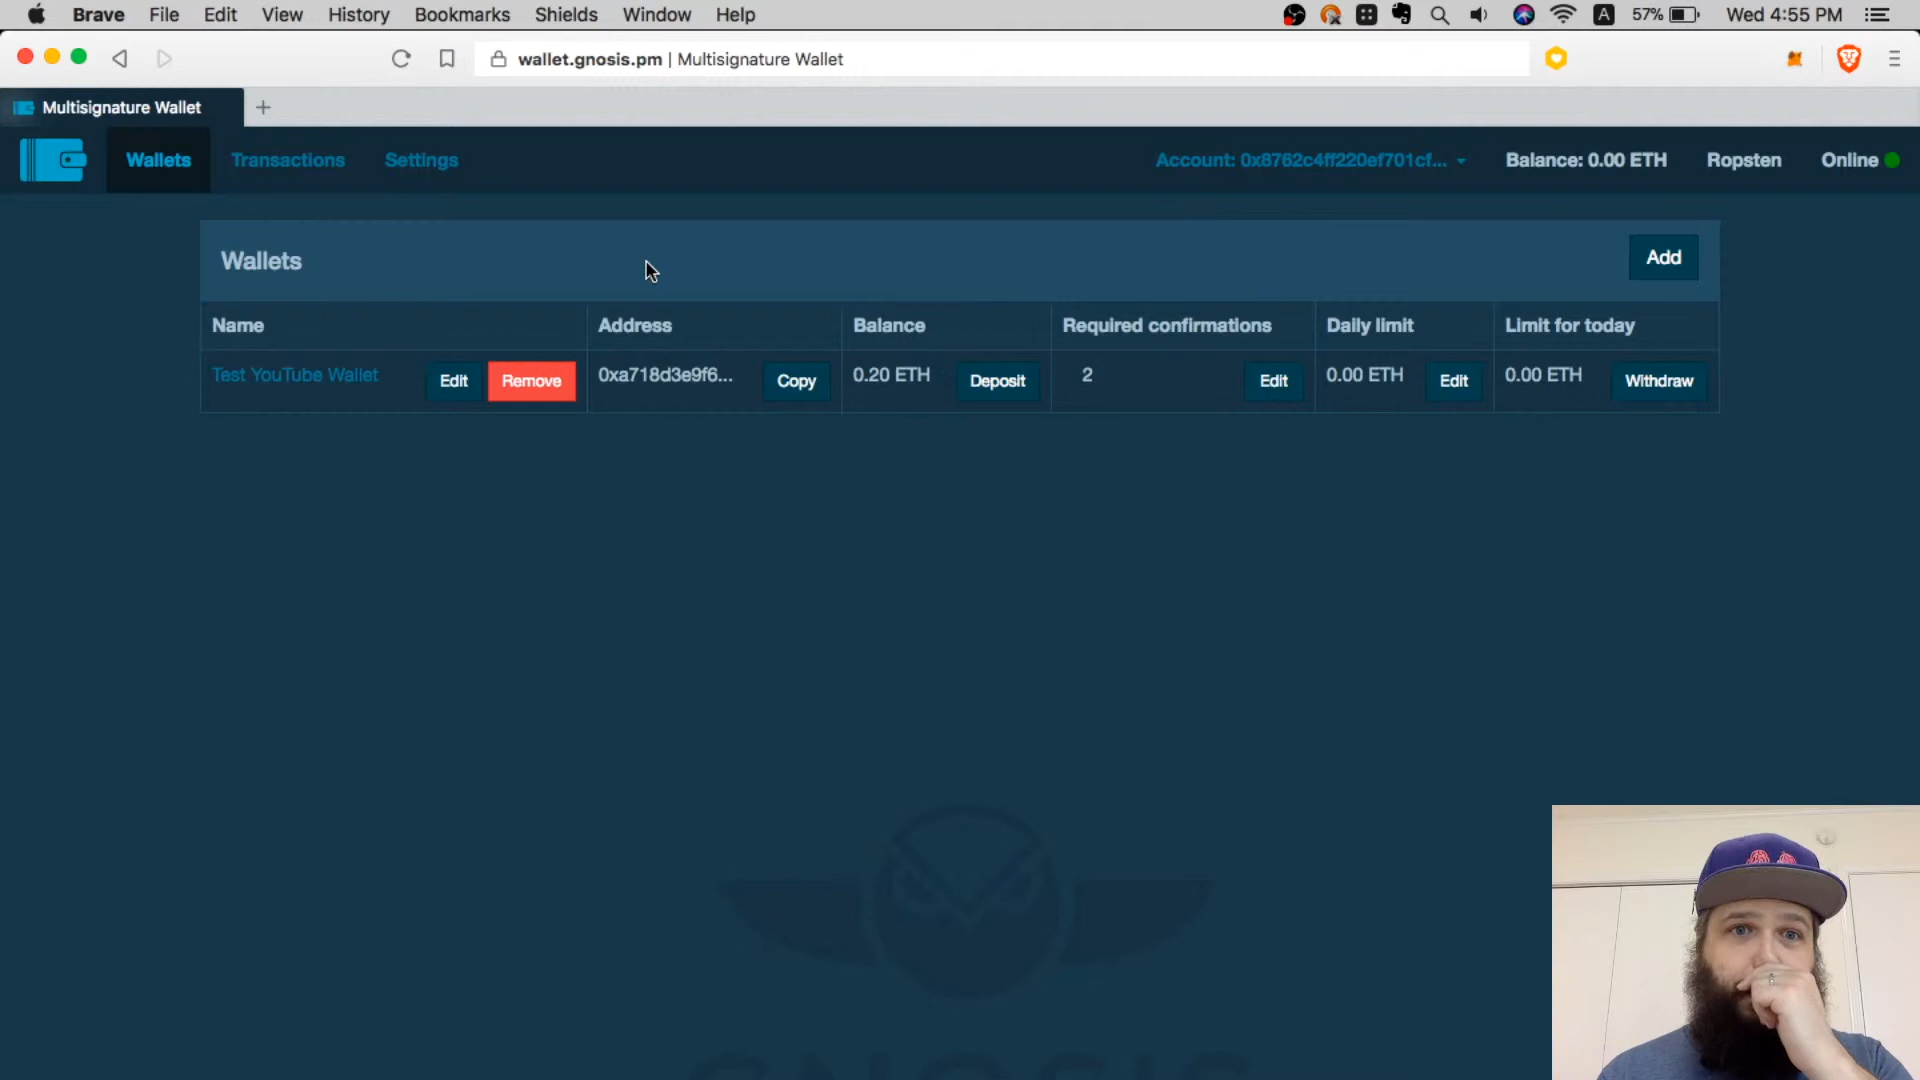 Brave File Edit View History Bookmarks Shields Window Help A 57% Wed 4:55 PM
wallet.gnosis.pm | Multisignature Wallet
Multisignature Wallet +
Wallets Transactions Settings Account: 0x8762c4ff220ef701cf... Balance: 0.00 ETH Ropsten Online
Wallets Add
Name Address Balance Required confirmations Daily limit Limit for today
Test YouTube Wallet Edit Remove 0xa718d3e9f6... Copy 0.20 ETH Deposit 2 Edit 0.00 ETH Edit 0.00 ETH Withdraw
GNOSIS